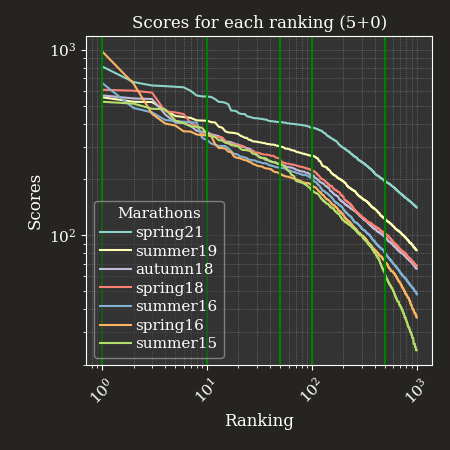 Scores for each ranking (5+0)
10³
Scores
10²
Marathons
spring21
summer19
autumn18
spring18
summer16
spring16
summer15
10⁰ 10¹ 10² 10³
Ranking